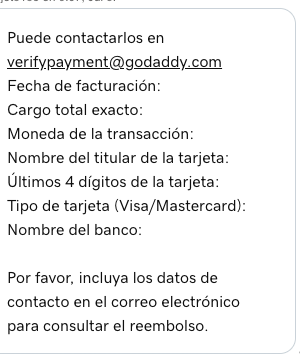 Puede contactarlos en
verifypayment@godaddy.com
Fecha de facturación:
Cargo total exacto:
Moneda de la transacción:
Nombre del titular de la tarjeta:
Últimos 4 dígitos de la tarjeta:
Tipo de tarjeta (Visa/Mastercard):
Nombre del banco:

Por favor, incluya los datos de
contacto en el correo electrónico
para consultar el reembolso.